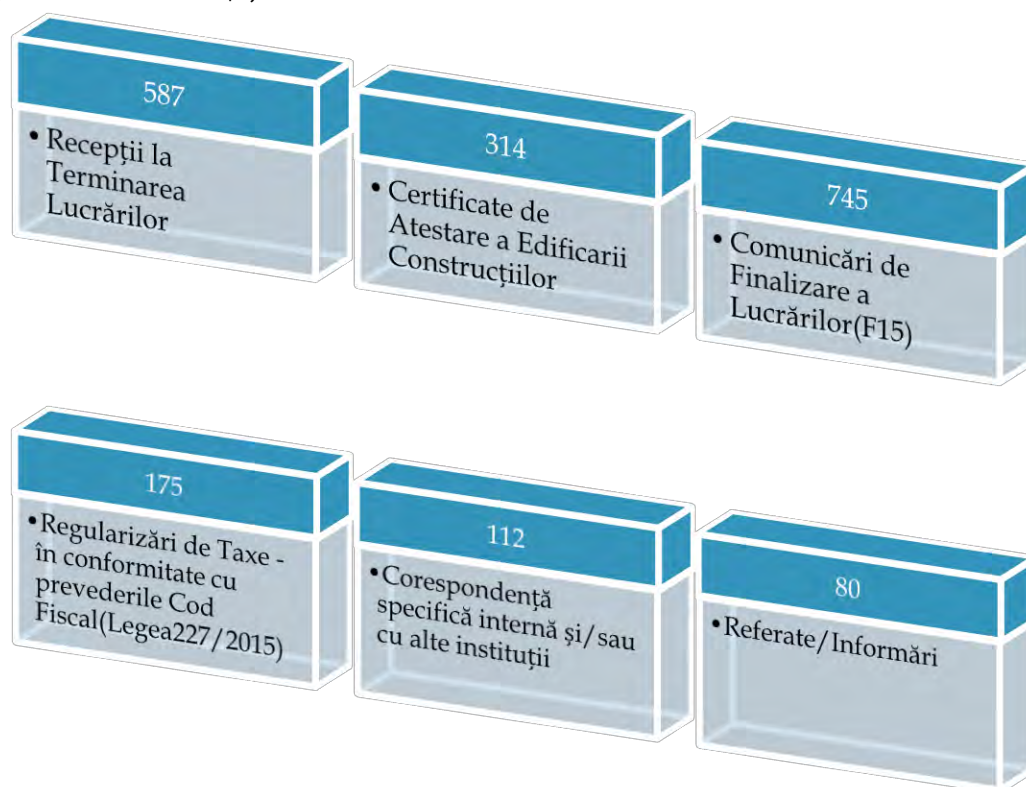 587
• Recepții la
Terminarea
Lucrărilor
314
• Certificate de
Atestare a Edificarii
Construcțiilor
745
• Comunicări de
Finalizare a
Lucrărilor(F15)
175
•Regularizări de Taxe -
în conformitate cu
prevederile Cod
Fiscal(Legea227/2015)
112
•Corespondență
specifică internă și/sau
cu alte instituții
80
•Referate/Informări